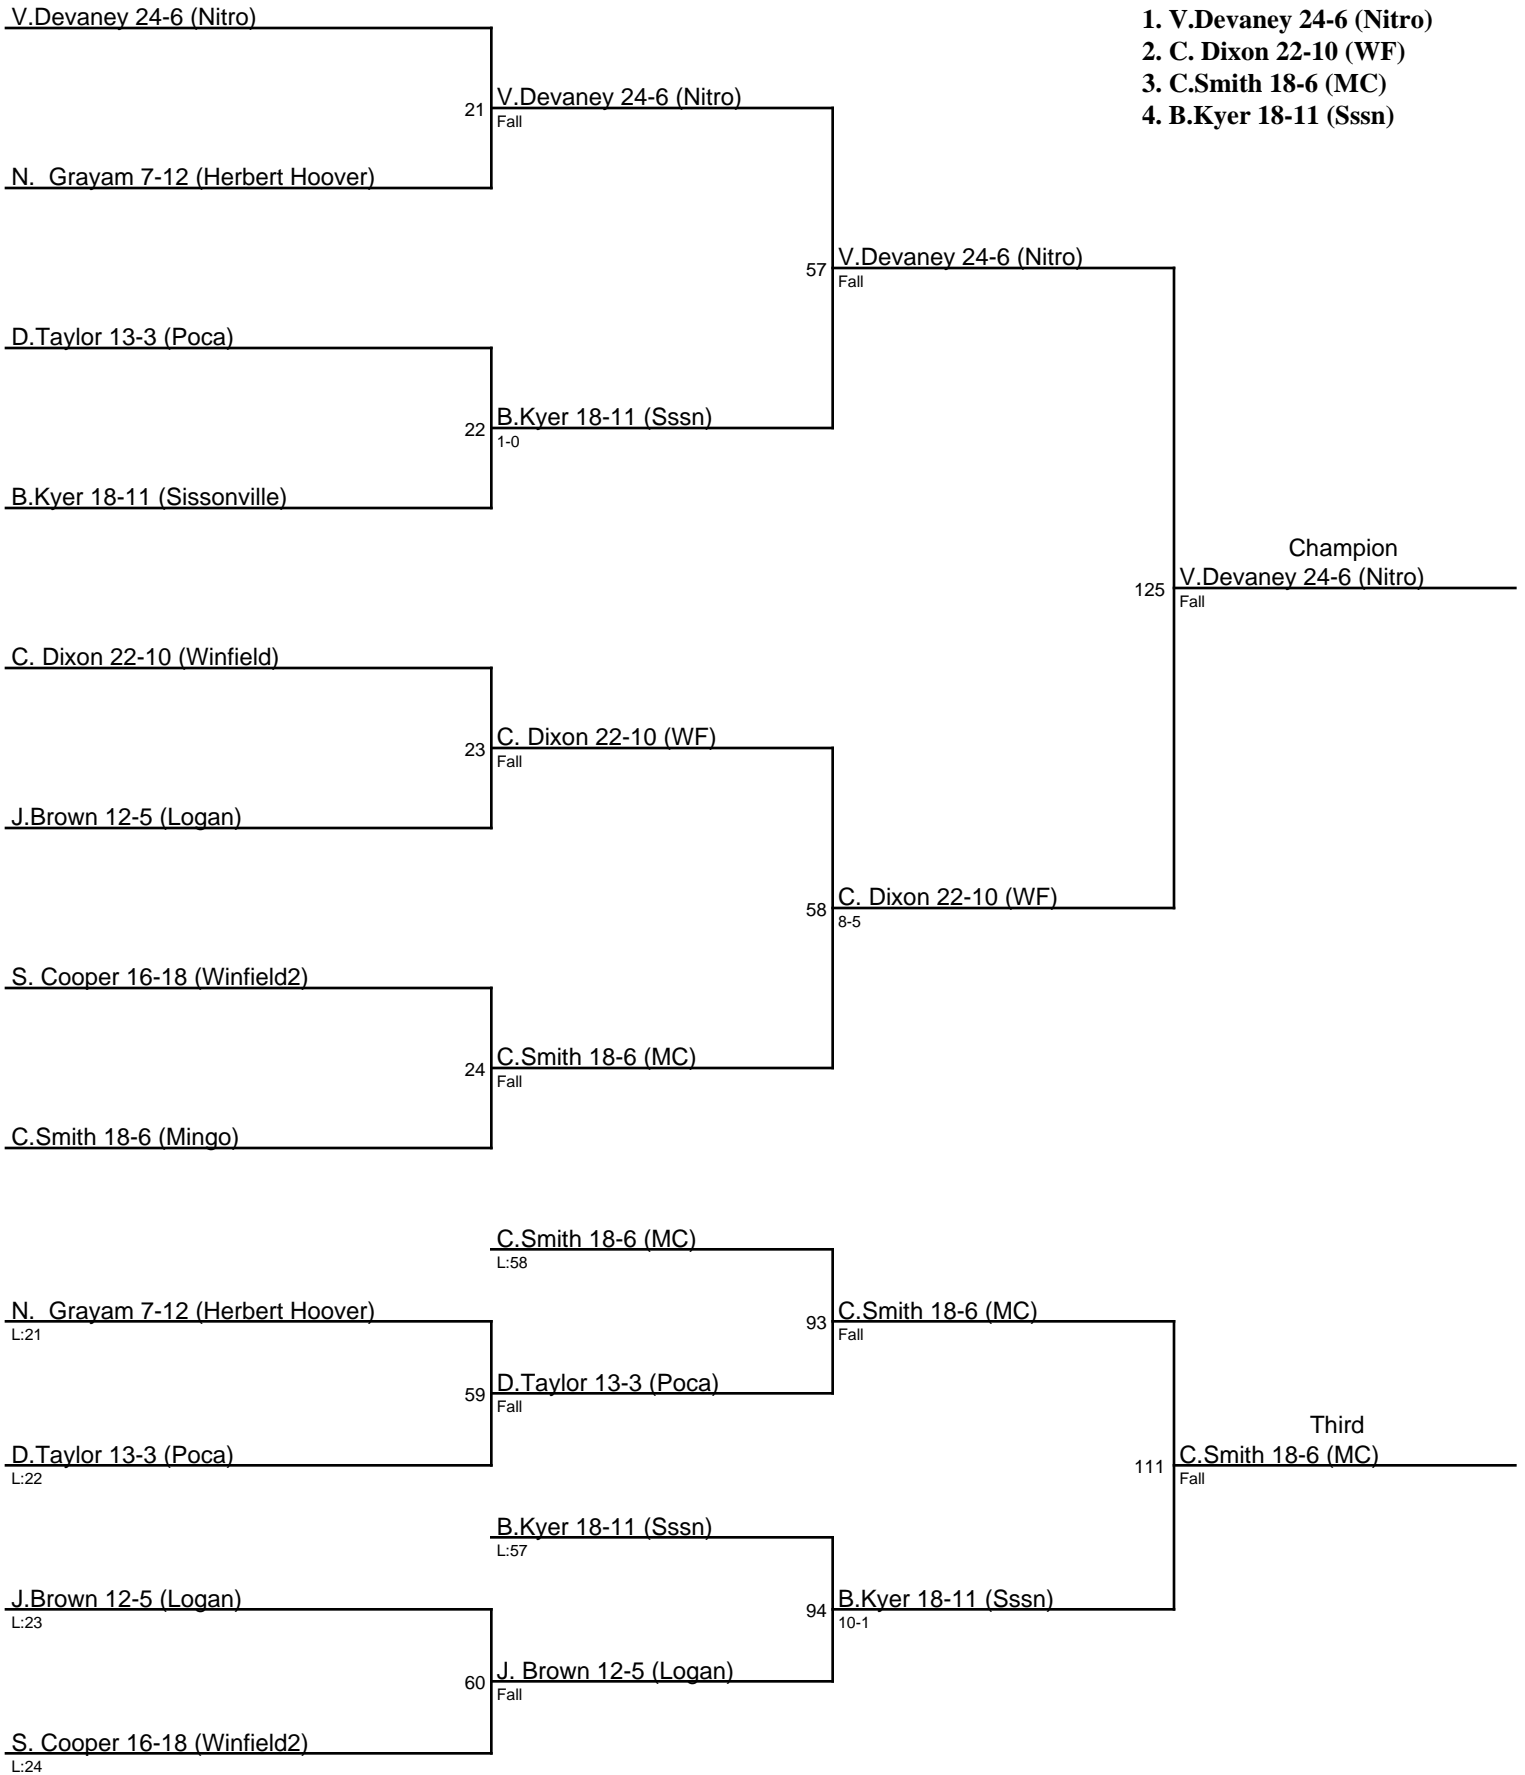 V.Devaney 24-6 (Nitro)
1. V.Devaney 24-6 (Nitro)
2. C. Dixon 22-10 (WF)
3. C.Smith 18-6 (MC)
4. B.Kyer 18-11 (Sssn)
21 V.Devaney 24-6 (Nitro)
Fall
N. Grayam 7-12 (Herbert Hoover)
57 V.Devaney 24-6 (Nitro)
Fall
D.Taylor 13-3 (Poca)
22 B.Kyer 18-11 (Sssn)
1-0
B.Kyer 18-11 (Sissonville)
Champion
125 V.Devaney 24-6 (Nitro)
Fall
C. Dixon 22-10 (Winfield)
23 C. Dixon 22-10 (WF)
Fall
J.Brown 12-5 (Logan)
58 C. Dixon 22-10 (WF)
8-5
S. Cooper 16-18 (Winfield2)
24 C.Smith 18-6 (MC)
Fall
C.Smith 18-6 (Mingo)
C.Smith 18-6 (MC)
L:58
N. Grayam 7-12 (Herbert Hoover)
L:21
93 C.Smith 18-6 (MC)
Fall
59 D.Taylor 13-3 (Poca)
Fall
D.Taylor 13-3 (Poca)
L:22
Third
111 C.Smith 18-6 (MC)
Fall
B.Kyer 18-11 (Sssn)
L:57
J.Brown 12-5 (Logan)
L:23
94 B.Kyer 18-11 (Sssn)
10-1
60 J. Brown 12-5 (Logan)
Fall
S. Cooper 16-18 (Winfield2)
L:24